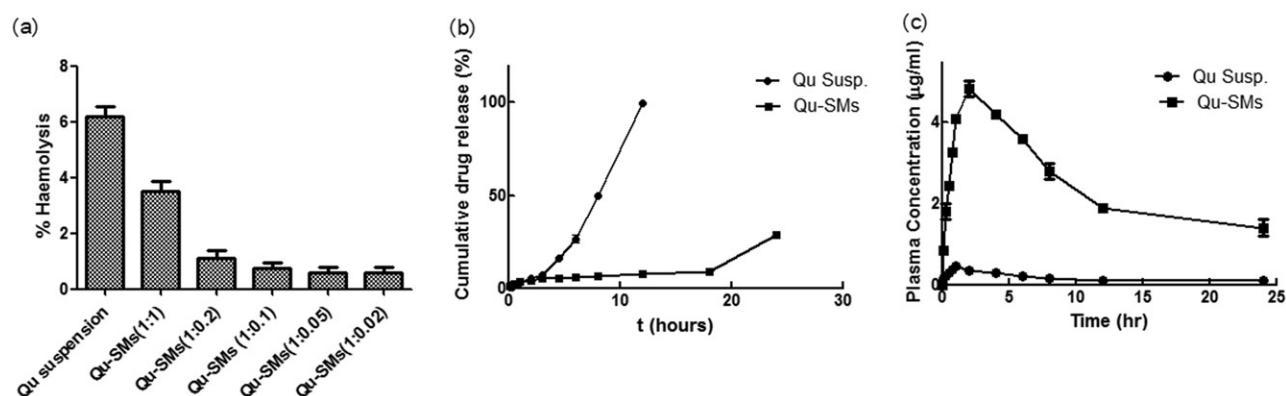 (a)
% Haemolysis
8
6
4
2
0
Qu suspension
Qu-SMs(1:1)
Qu-SMs(1:0.2)
Qu-SMs (1:0.1)
Qu-SMs(1:0.05)
Qu-SMs(1:0.02)
(b)
Cumulative drug release (%)
100
50
0
0
10
20
30
t (hours)
Qu Susp.
Qu-SMs
(c)
Plasma Concentration (µg/ml)
4
2
0
0
5
10
15
20
25
Time (hr)
Qu Susp.
Qu-SMs